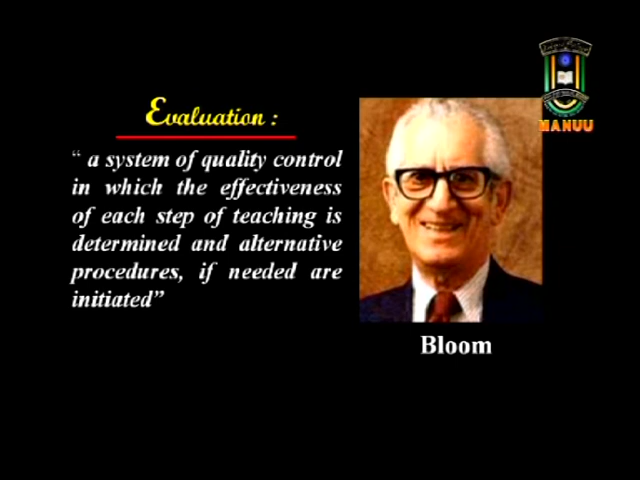 MANUU
Evaluation :
“ a system of quality control
in which the effectiveness
of each step of teaching is
determined and alternative
procedures, if needed are
initiated”
Bloom